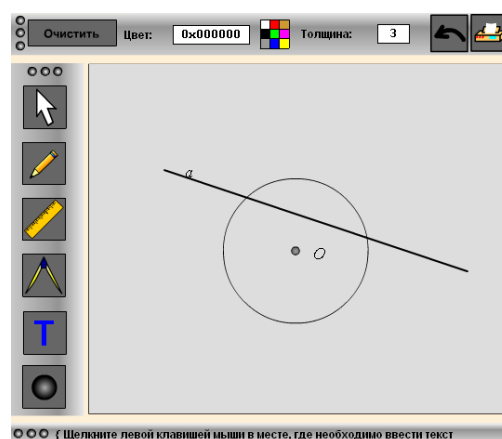 Очистить Цвет: 0x000000 Толщина: 3
a
O
T
{ Щелкните левой клавишей мыши в месте, где необходимо ввести текст